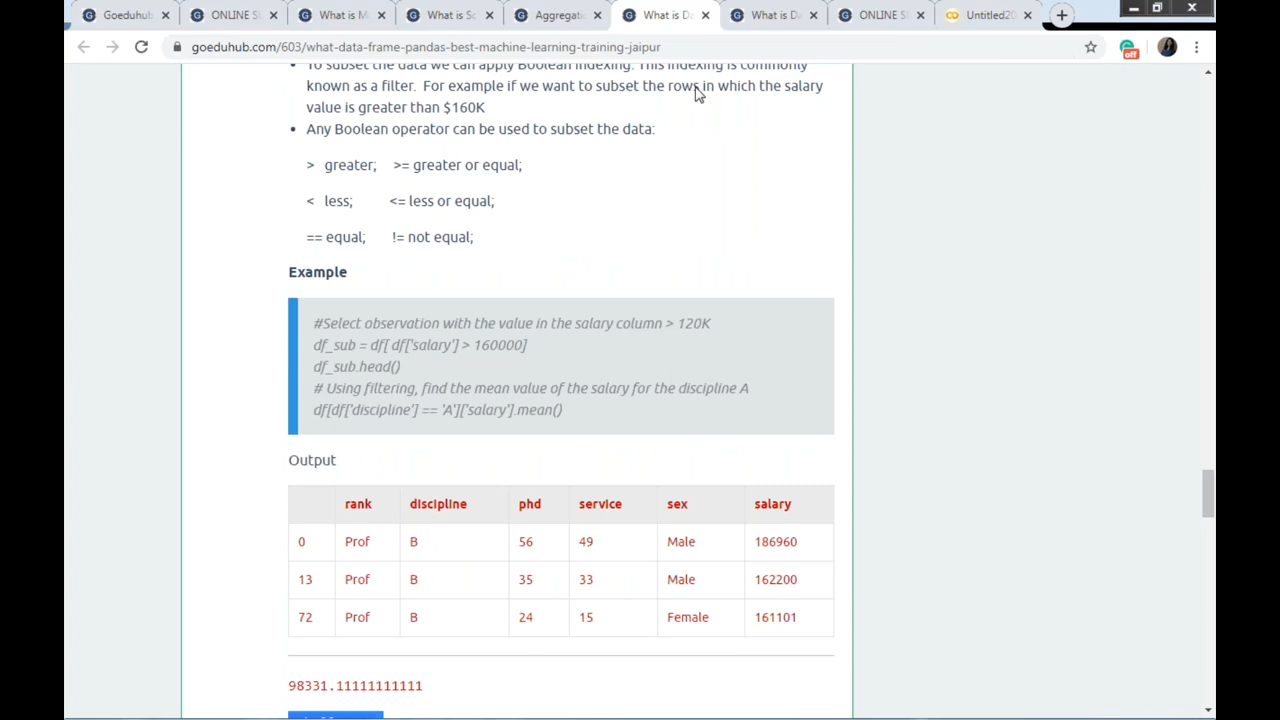 Goeduhub
ONLINE S
What is M
What is Sc
Aggregati
What is Da
What is Da
ONLINE S
Untitled20
goeduhub.com/603/what-data-frame-pandas-best-machine-learning-training-jaipur
off
• To subset the data we can apply Boolean indexing. This indexing is commonly
known as a filter. For example if we want to subset the rows in which the salary
value is greater than $160K
• Any Boolean operator can be used to subset the data:
> greater; >= greater or equal;
< less; <= less or equal;
== equal; != not equal;
Example
#Select observation with the value in the salary column > 120K
df_sub = df[ df['salary'] > 160000]
df_sub.head()
# Using filtering, find the mean value of the salary for the discipline A
df[df['discipline'] == 'A']['salary'].mean()
Output
rank discipline phd service sex salary
0 Prof B 56 49 Male 186960
13 Prof B 35 33 Male 162200
72 Prof B 24 15 Female 161101
98331.11111111111